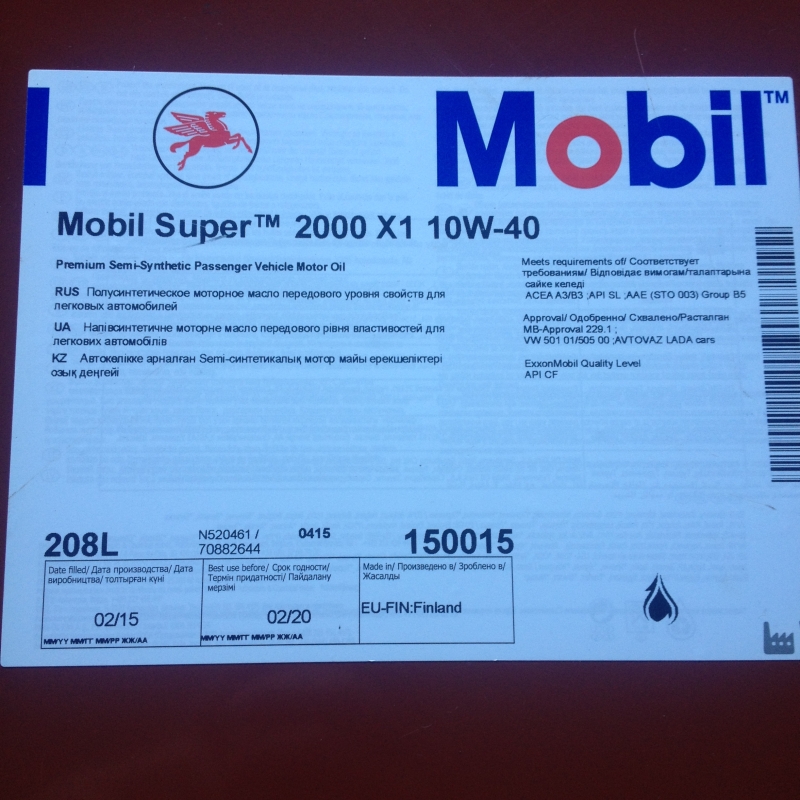 Mobil™
Mobil Super™ 2000 X1 10W-40
Premium Semi-Synthetic Passenger Vehicle Motor Oil
RUS Полусинтетическое моторное масло передового уровня свойств для
легковых автомобилей
UA Напівсинтетичне моторне масло передового рівня властивостей для
легкових автомобілів
KZ Автокөлікке арналған Semi-синтетикалық мотор майы ерекшеліктері
озық деңгейі
Meets requirements of/ Соответствует
требованиям/ Відповідає вимогам/талаптарына
сайке келеді
ACEA A3/B3 ;API SL ;AAE (STO 003) Group B5
Approval/ Одобрено/ Схвалено/Расталган
MB-Approval 229.1 ;
VW 501 01/505 00 ;AVTOVAZ LADA cars
ExxonMobil Quality Level
API CF
208L
N520461 /
70882644
0415
150015
Date filled/ Дата производства/ Дата
виробництва/ толтырған күні
02/15
MM/YY ММ/ГГ ММ/РР ЖЖ/АА
Best use before/ Срок годности/
Термін придатності/ Пайдалану
мерзімі
02/20
MM/YY ММ/ГГ ММ/РР ЖЖ/АА
Made in/ Произведено в/ Зроблено в/
Жасалды
EU-FIN:Finland